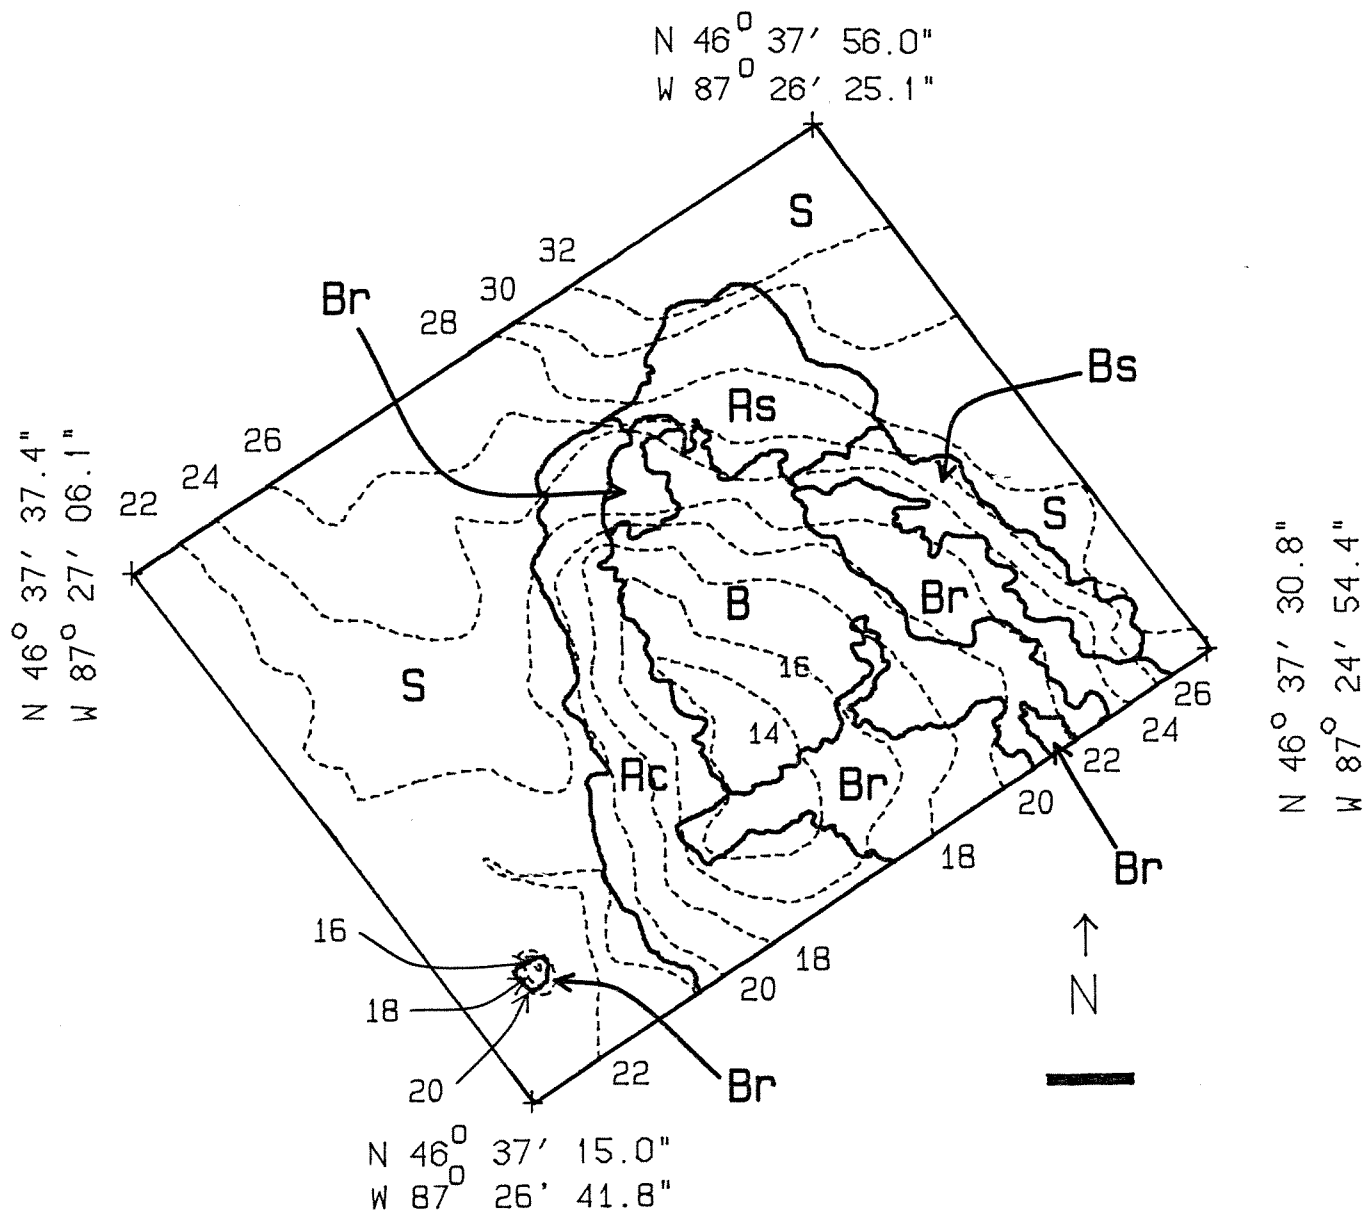 N 46° 37' 56.0"
W 87° 26' 25.1"
S
32
30
28
Br
Bs
Rs
26
24
22
N 46° 37' 37.4"
W 87° 27' 06.1"
S
Br
B
N 46° 37' 30.8"
W 87° 24' 54.4"
16
S
26
24
22
20
14
Rc
Br
18
Br
16
18
20
18
N
22
20
Br
N 46° 37' 15.0"
W 87° 26' 41.8"